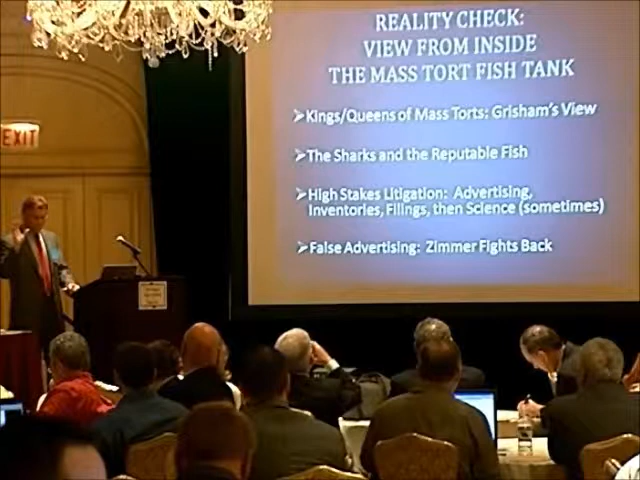 REALITY CHECK:
VIEW FROM INSIDE
THE MASS TORT FISH TANK
➢Kings/Queens of Mass Torts: Grisham's View
➢The Sharks and the Reputable Fish
➢High Stakes Litigation: Advertising,
Inventories, Filings, then Science (sometimes)
➢False Advertising: Zimmer Fights Back
EXIT